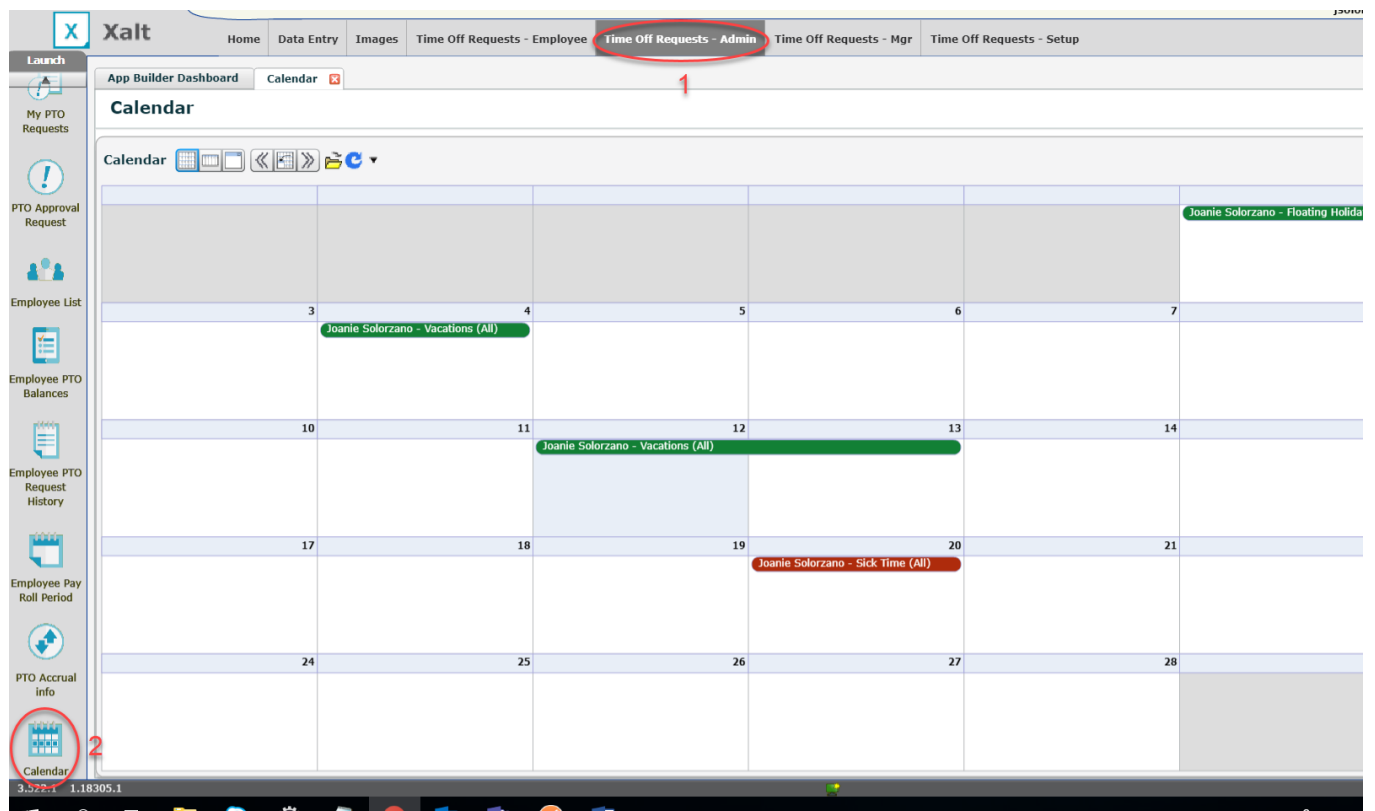 Xalt
Home Data Entry Images Time Off Requests - Employee Time Off Requests - Admin Time Off Requests - Mgr Time Off Requests - Setup
1
Launch
My PTO
Requests
PTO Approval
Request
Employee List
Employee PTO
Balances
Employee PTO
Request
History
Employee Pay
Roll Period
PTO Accrual
info
Calendar
2
App Builder Dashboard Calendar
Calendar
Calendar
Joanie Solorzano - Floating Holida
3 4 5 6 7
Joanie Solorzano - Vacations (All)
10 11 12 13 14
Joanie Solorzano - Vacations (All)
17 18 19 20 21
Joanie Solorzano - Sick Time (All)
24 25 26 27 28
3.522.1 1.18305.1